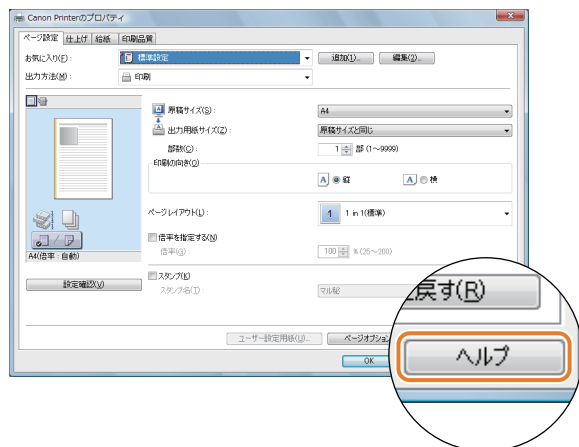 Canon Printerのプロパティ
ページ設定 仕上げ 給紙 印刷品質
お気に入り(F): 標準設定 追加(1)... 編集(2)...
出力方法(M): 印刷
原稿サイズ(S): A4
出力用紙サイズ(Z): 原稿サイズと同じ
部数(C): 1 部 (1~9999)
印刷の向き(O)
A 縦 A 横
ページレイアウト(L): 1 1 in 1(標準)
倍率を指定する(N)
倍率(G): 100 % (25~200)
A4(倍率:自動)
設定確認(V)
スタンプ(K)
スタンプ名(T): マル秘
戻す(R)
ユーザー設定用紙(U)... ページオプション
OK
ヘルプ